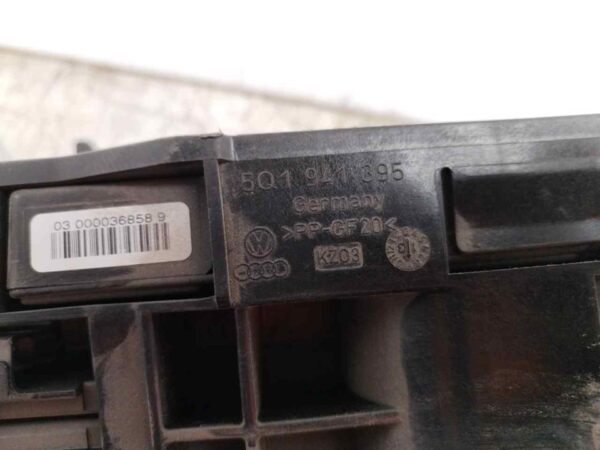 03 000036858 9
5Q1 941 395
Germany
>PP-GF20<
KZ03